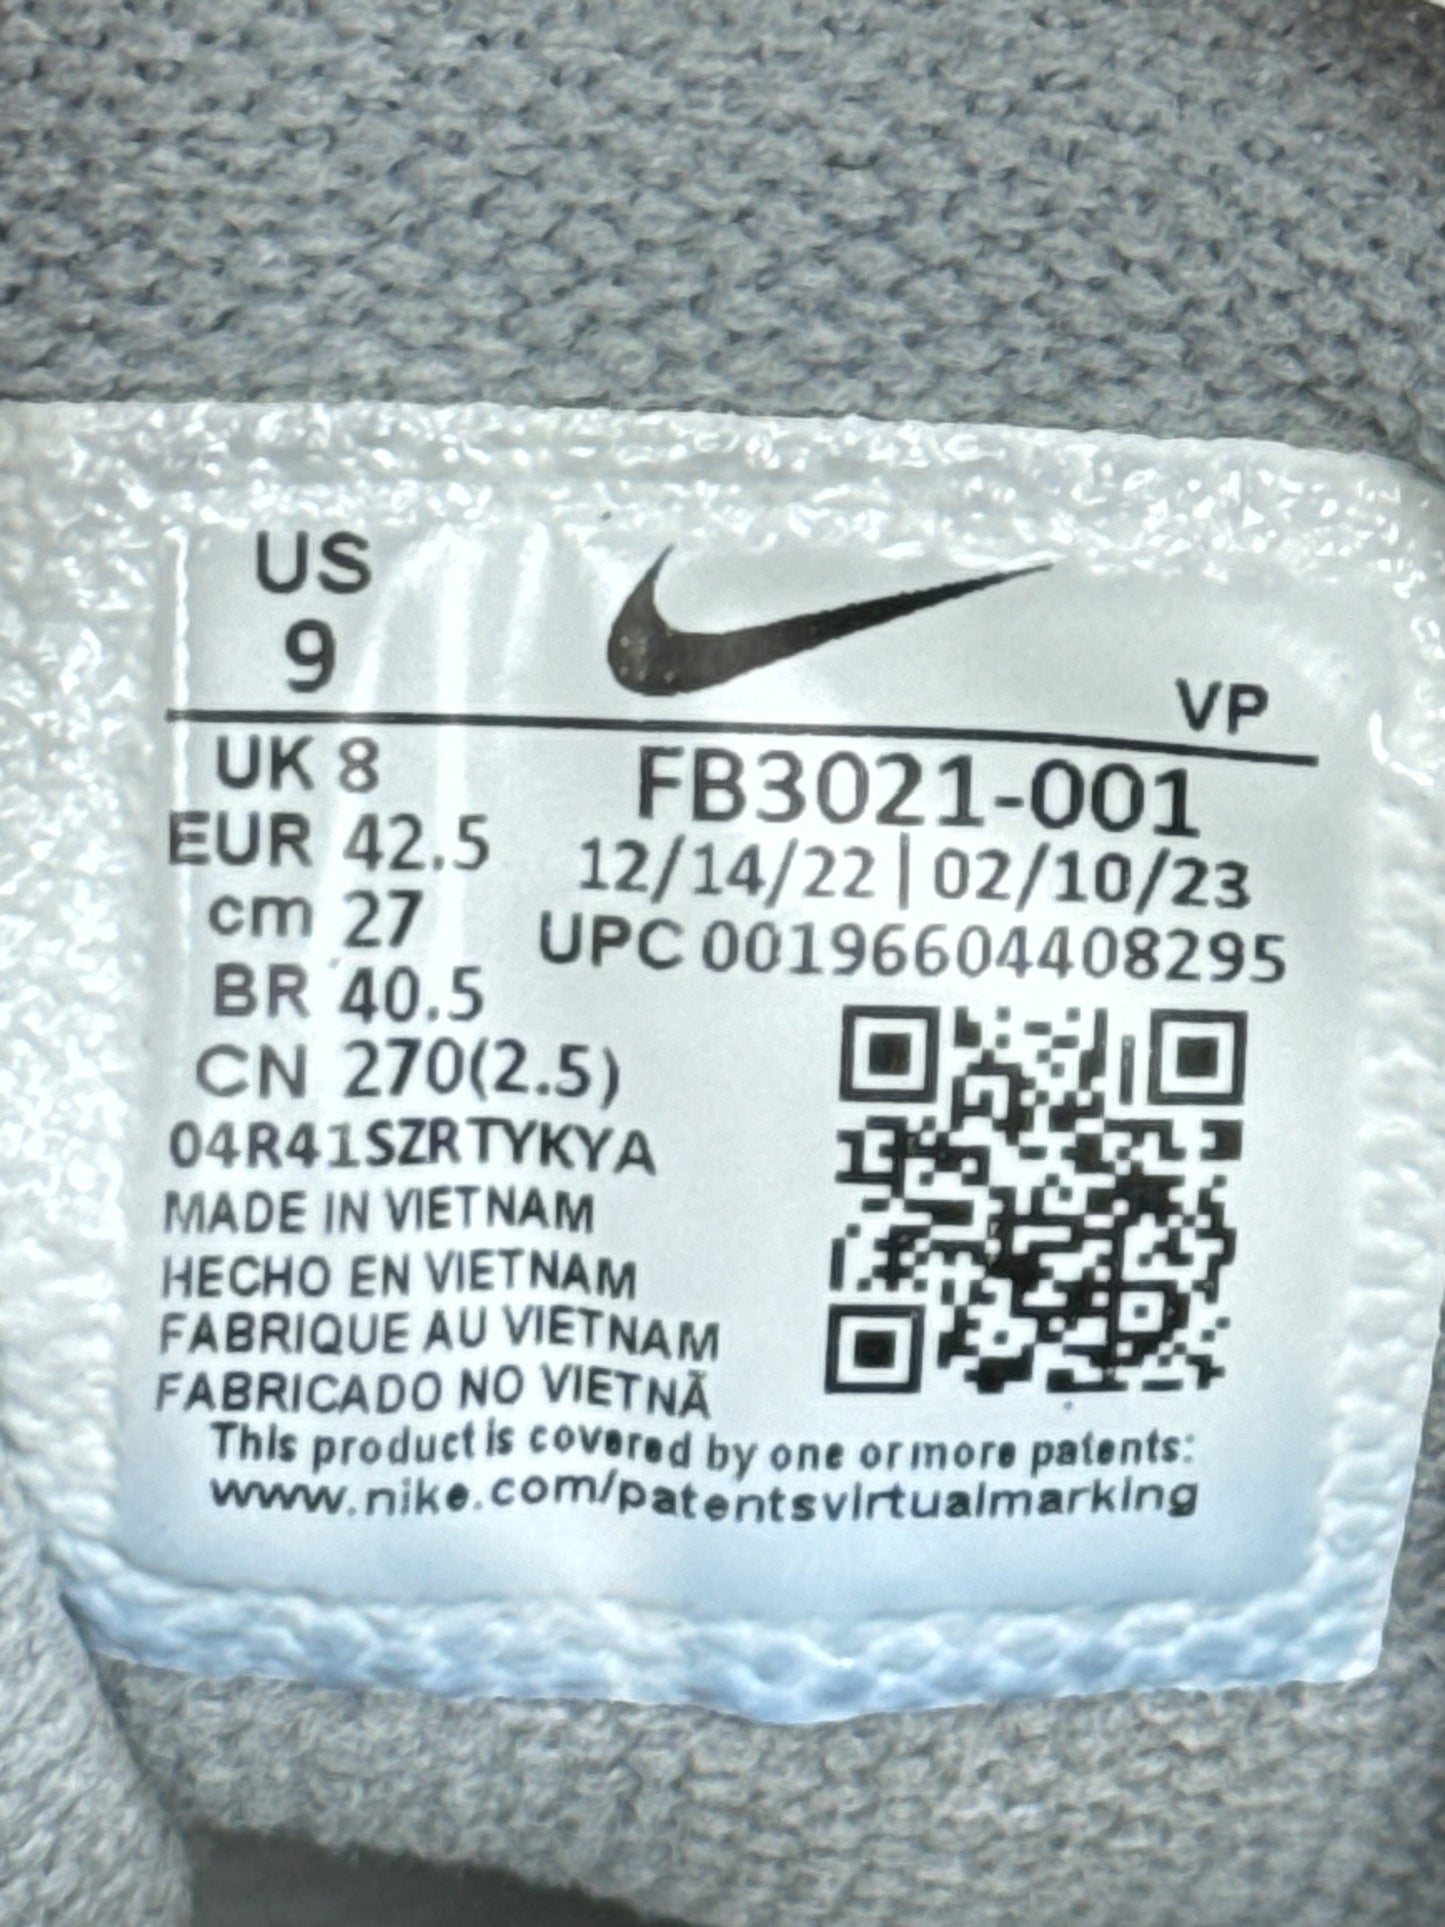 US
9
VP
UK 8
EUR 42.5
cm 27
BR 40.5
CN 270(2.5)
FB3021-001
12/14/22 | 02/10/23
UPC 00196604408295
04R41SZRTYKYA
MADE IN VIETNAM
HECHO EN VIETNAM
FABRIQUE AU VIETNAM
FABRICADO NO VIETNÃ
This product is covered by one or more patents:
www.nike.com/patentsvirtualmarking